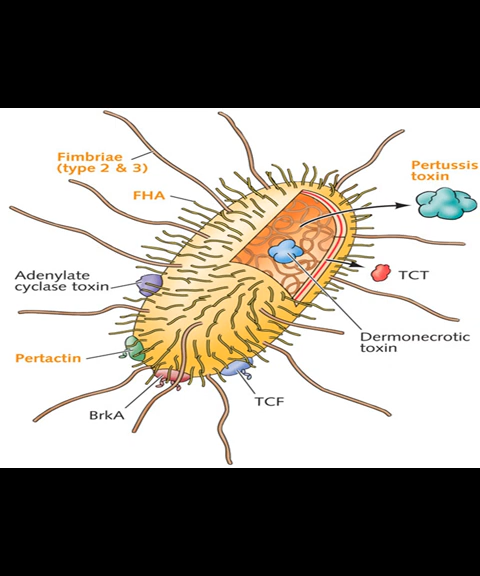 Fimbriae
(type 2 & 3)
Pertussis
toxin
FHA
Adenylate
cyclase toxin
TCT
Dermonecrotic
toxin
Pertactin
TCF
BrkA